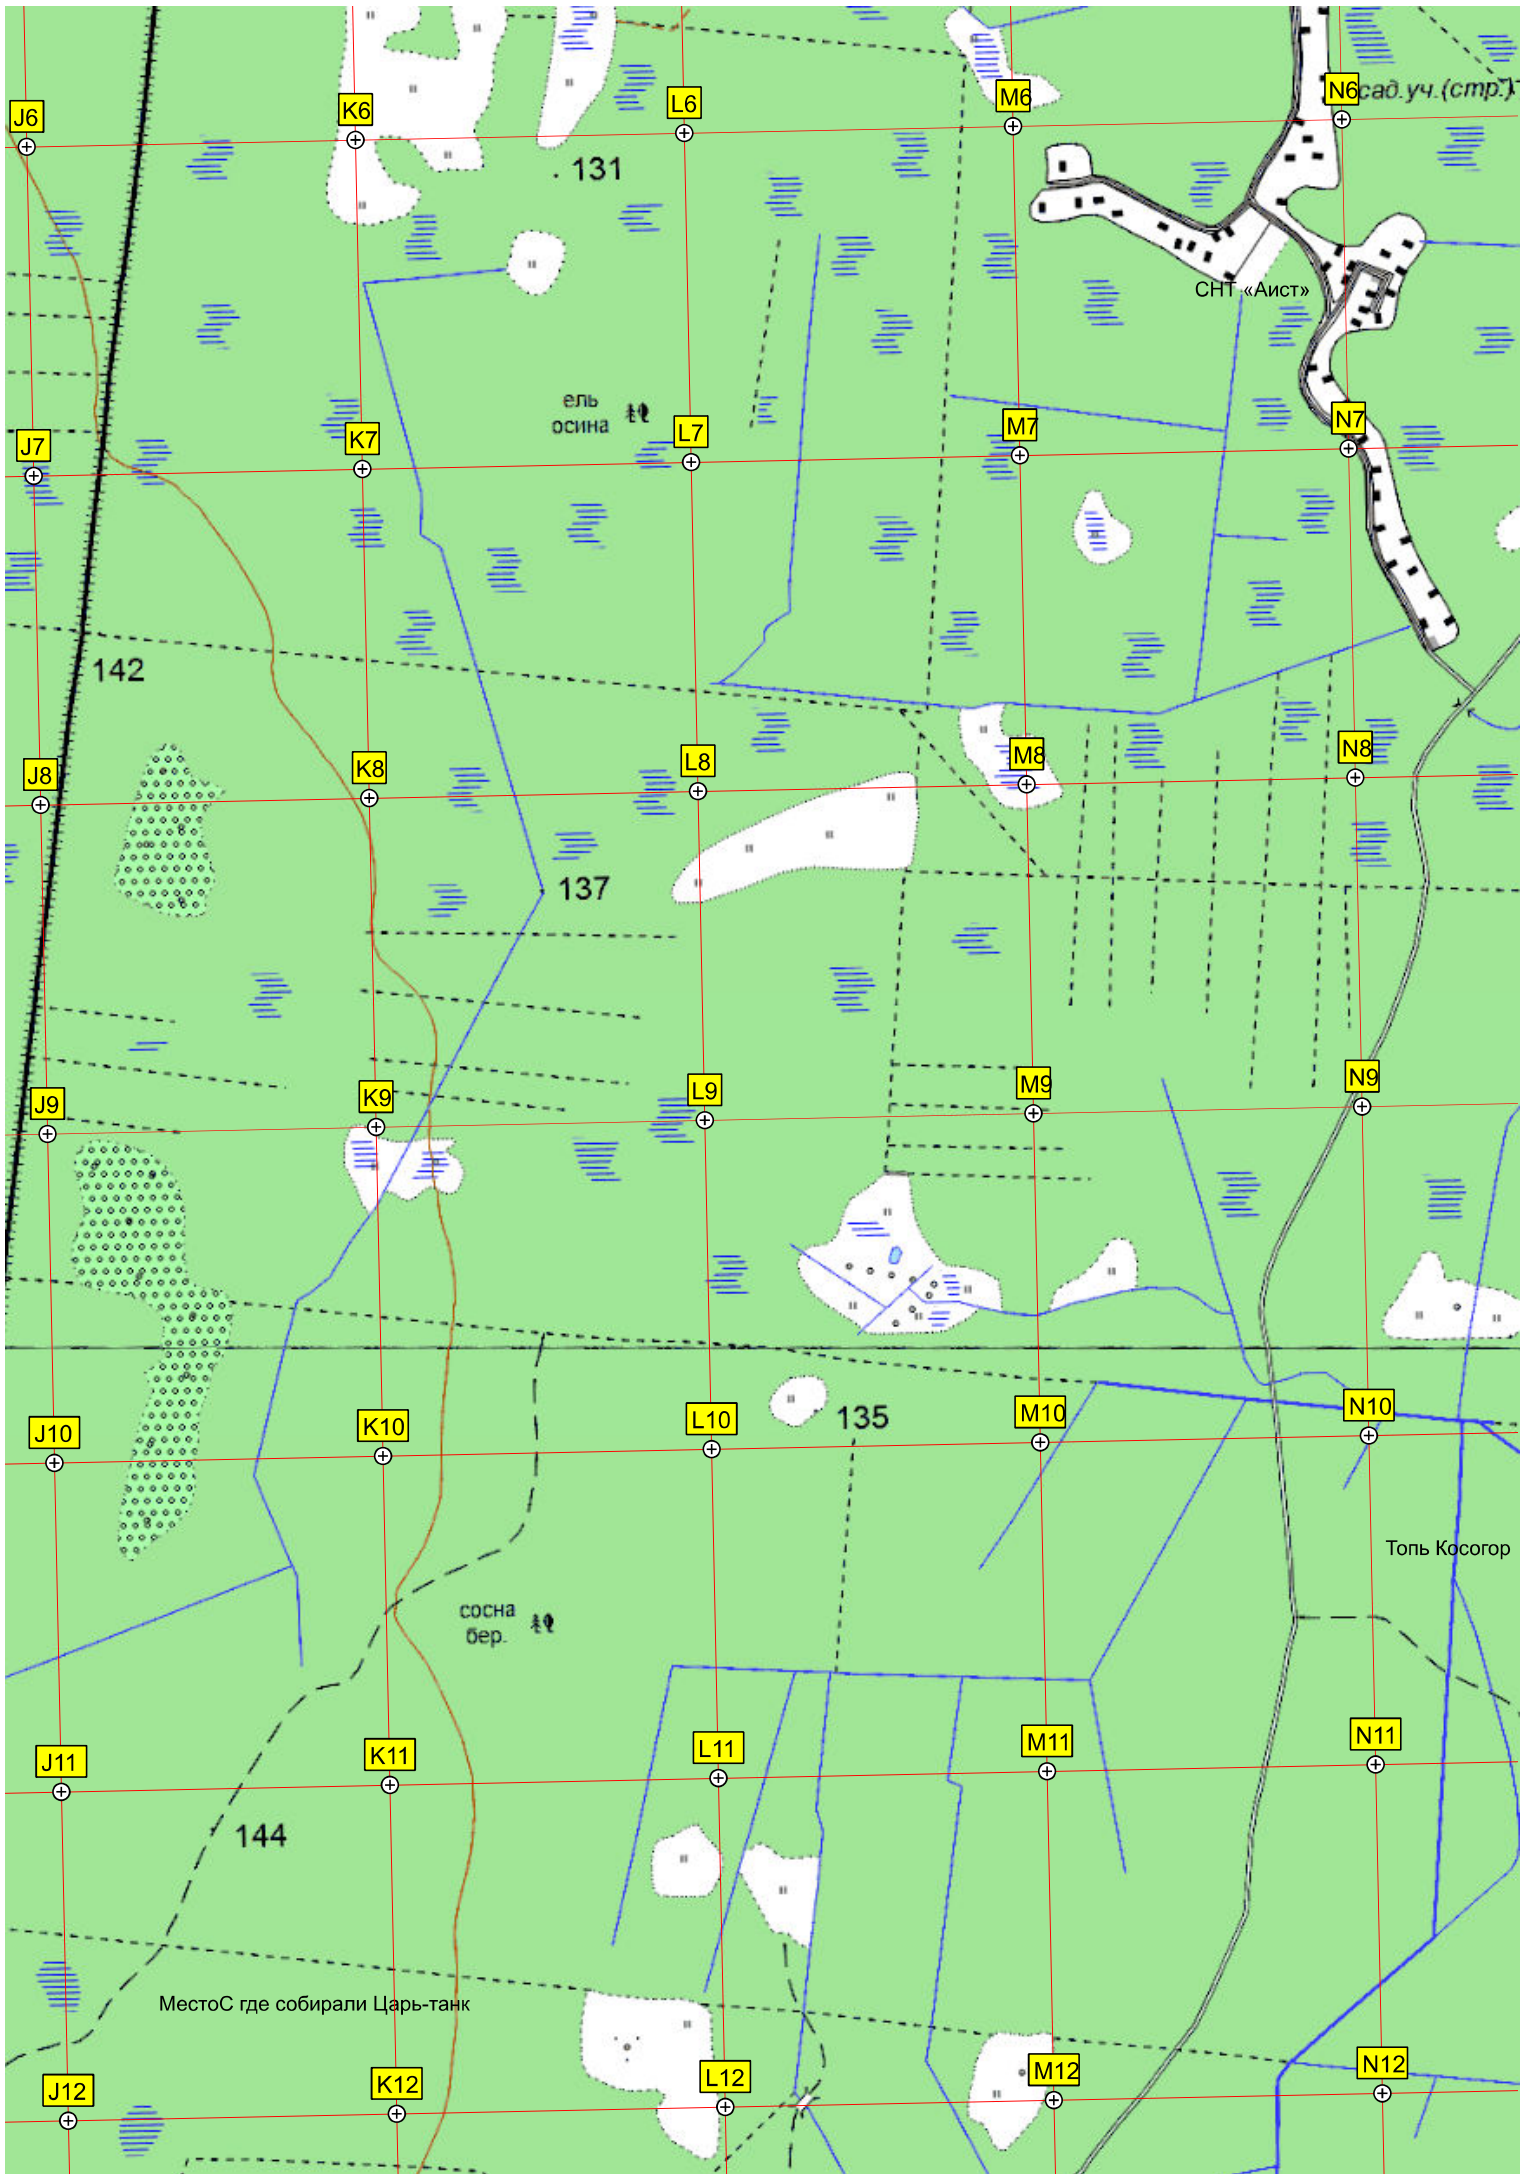 J6
K6
L6
M6
N6
сад.уч.(стр.)
131
СНТ «Аист»
ель
осина
J7
K7
L7
M7
N7
142
J8
K8
L8
M8
N8
137
J9
K9
L9
M9
N9
135
J10
K10
L10
M10
N10
Топь Косогор
сосна
бер.
J11
K11
L11
M11
N11
144
МестоС где собирали Царь-танк
J12
K12
L12
M12
N12